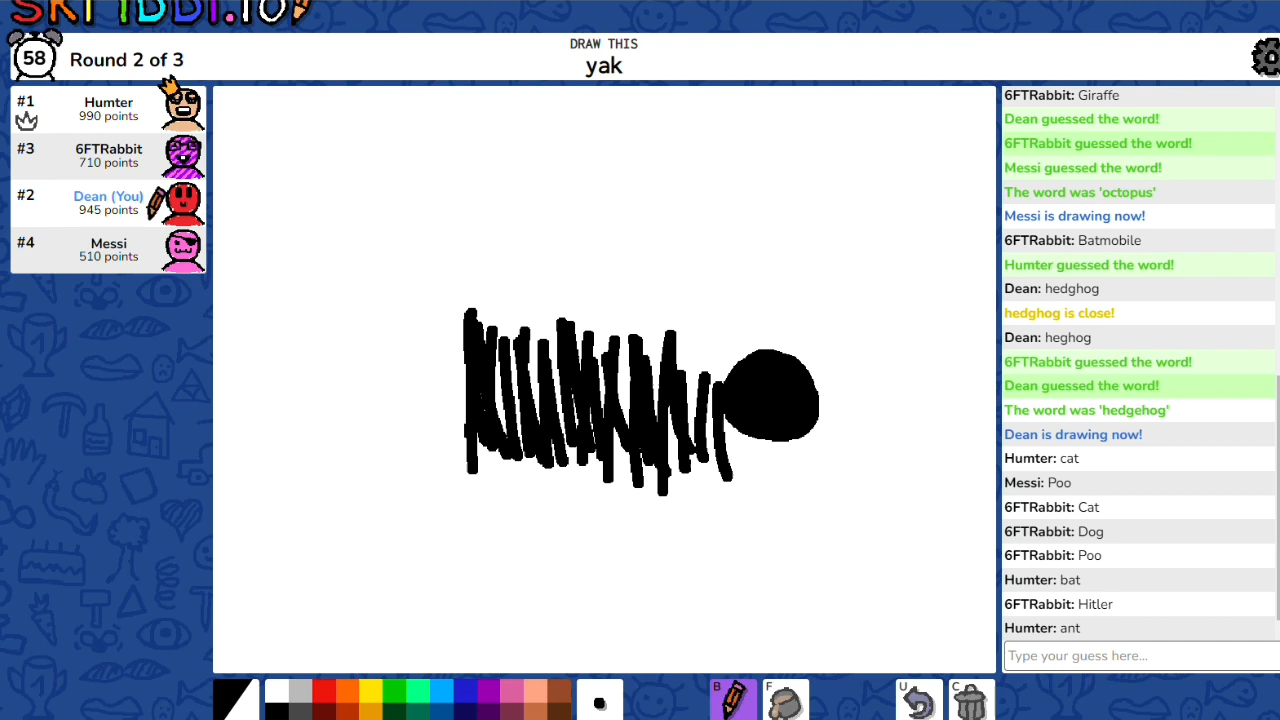 SKRIBBL.IO
58
Round 2 of 3
DRAW THIS
yak
#1
Humter
990 points
#3
6FTRabbit
710 points
#2
Dean (You)
945 points
#4
Messi
510 points
6FTRabbit: Giraffe
Dean guessed the word!
6FTRabbit guessed the word!
Messi guessed the word!
The word was 'octopus'
Messi is drawing now!
6FTRabbit: Batmobile
Humter guessed the word!
Dean: hedghog
hedghog is close!
Dean: heghog
6FTRabbit guessed the word!
Dean guessed the word!
The word was 'hedgehog'
Dean is drawing now!
Humter: cat
Messi: Poo
6FTRabbit: Cat
6FTRabbit: Dog
6FTRabbit: Poo
Humter: bat
6FTRabbit: Hitler
Humter: ant
Type your guess here...
B
F
U
C